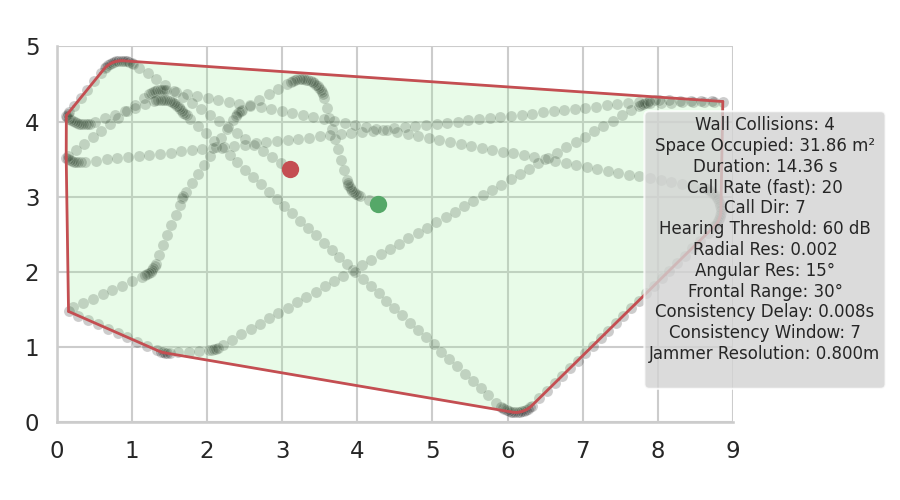 5
4
3
2
1
0
0 1 2 3 4 5 6 7 8 9
Wall Collisions: 4
Space Occupied: 31.86 m²
Duration: 14.36 s
Call Rate (fast): 20
Call Dir: 7
Hearing Threshold: 60 dB
Radial Res: 0.002
Angular Res: 15°
Frontal Range: 30°
Consistency Delay: 0.008s
Consistency Window: 7
Jammer Resolution: 0.800m